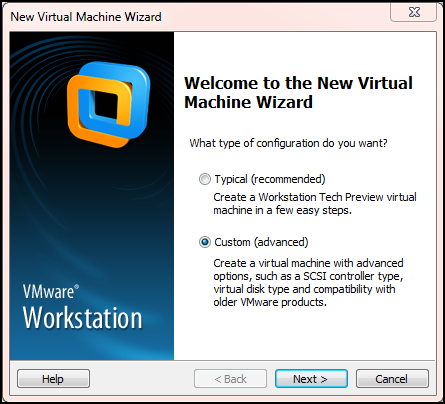 New Virtual Machine Wizard
VMware®
Workstation
Welcome to the New Virtual
Machine Wizard
What type of configuration do you want?
Typical (recommended)
Create a Workstation Tech Preview virtual
machine in a few easy steps.
Custom (advanced)
Create a virtual machine with advanced
options, such as a SCSI controller type,
virtual disk type and compatibility with
older VMware products.
Help
< Back
Next >
Cancel